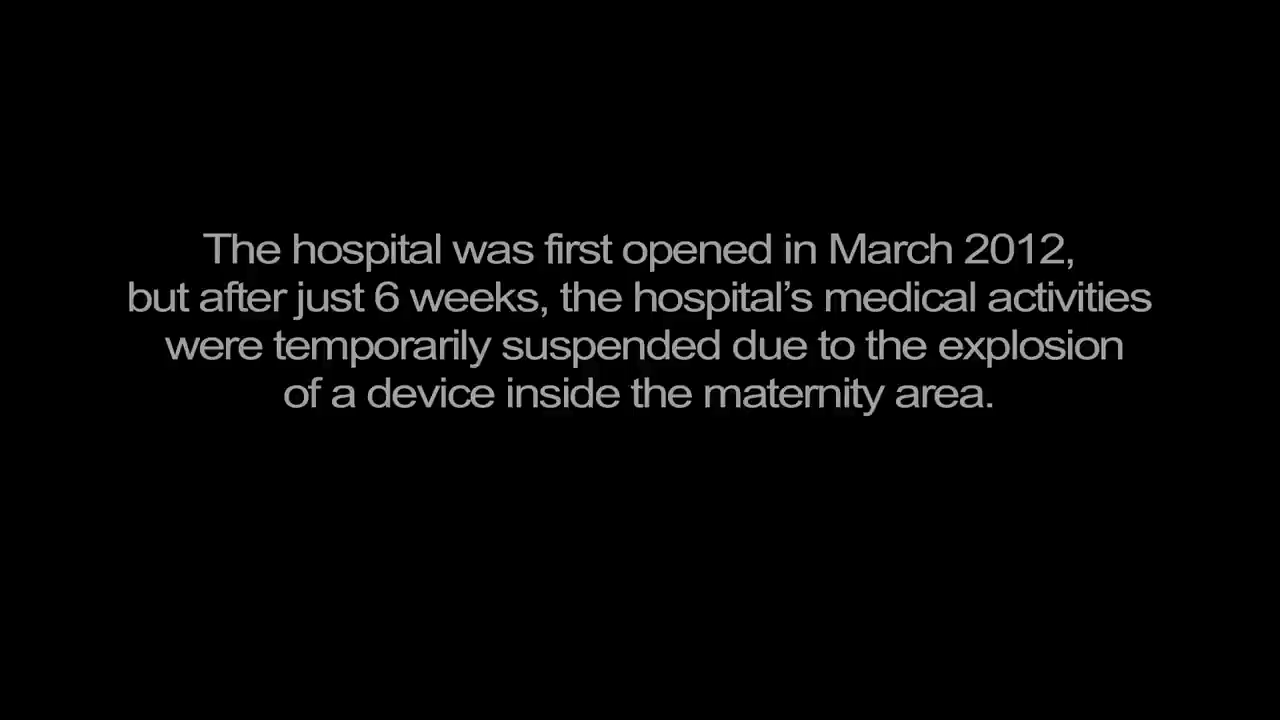 The hospital was first opened in March 2012,
but after just 6 weeks, the hospital’s medical activities
were temporarily suspended due to the explosion
of a device inside the maternity area.